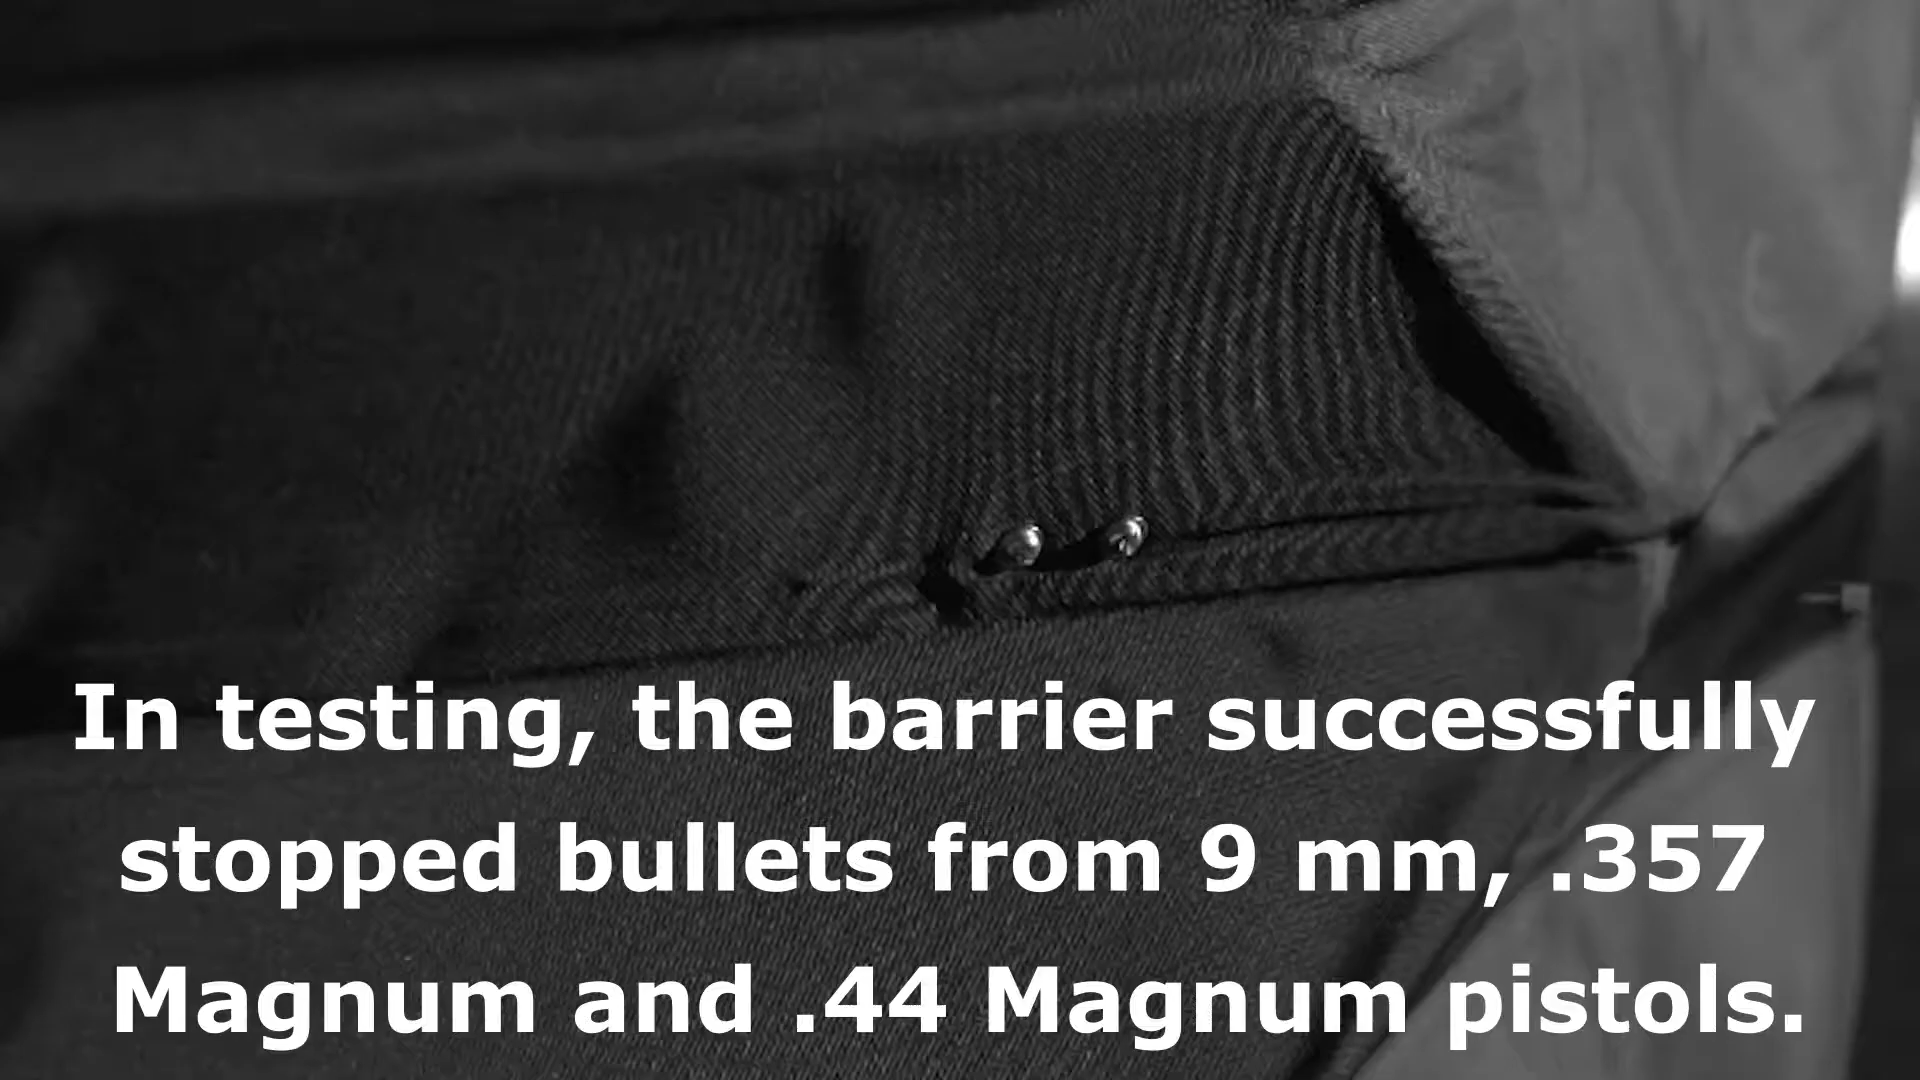 In testing, the barrier successfully
stopped bullets from 9 mm, .357
Magnum and .44 Magnum pistols.